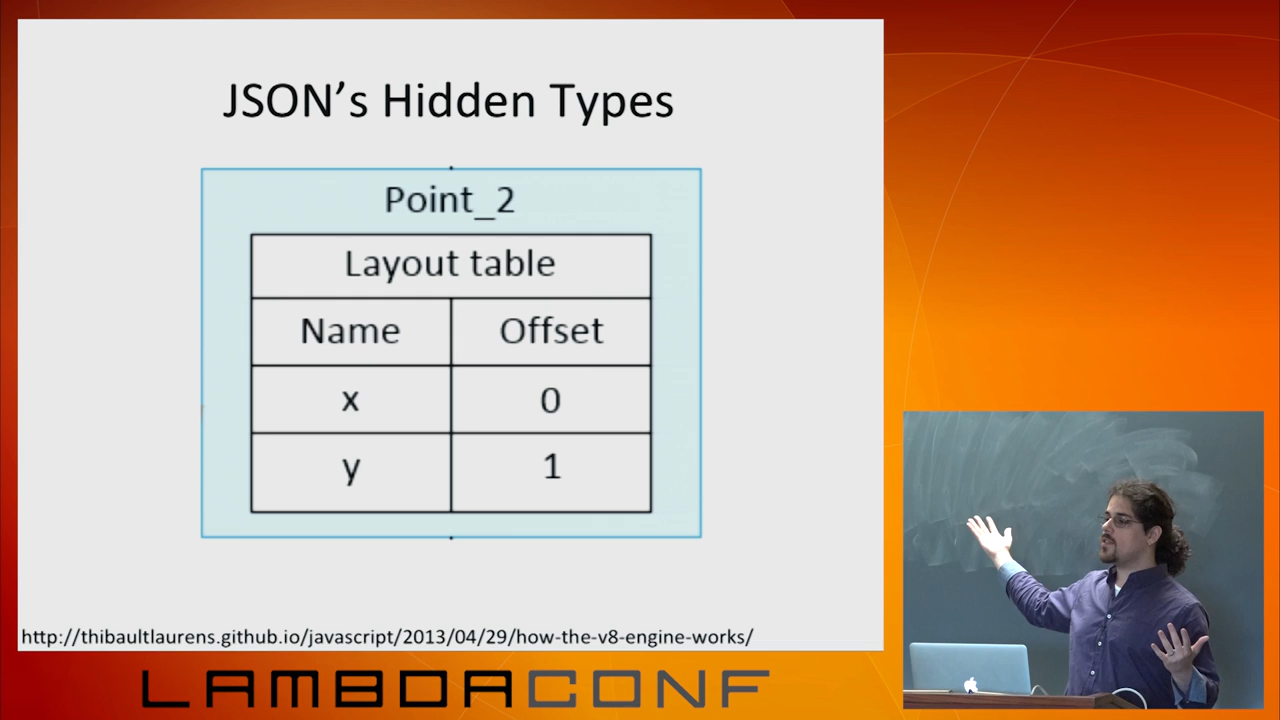 JSON's Hidden Types
Point_2
Layout table
Name Offset
x 0
y 1
http://thibaultlaurens.github.io/javascript/2013/04/29/how-the-v8-engine-works/
LAMBDACONF